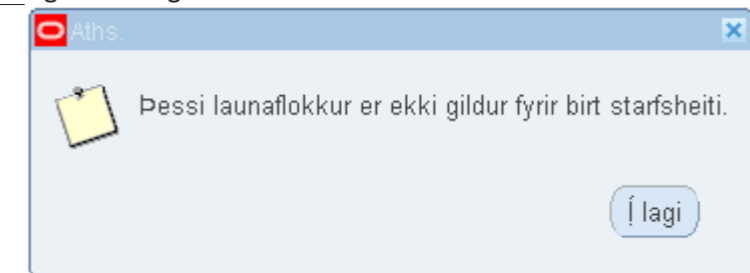 Aths.
Þessi launaflokkur er ekki gildur fyrir birt starfsheiti.
Í lagi